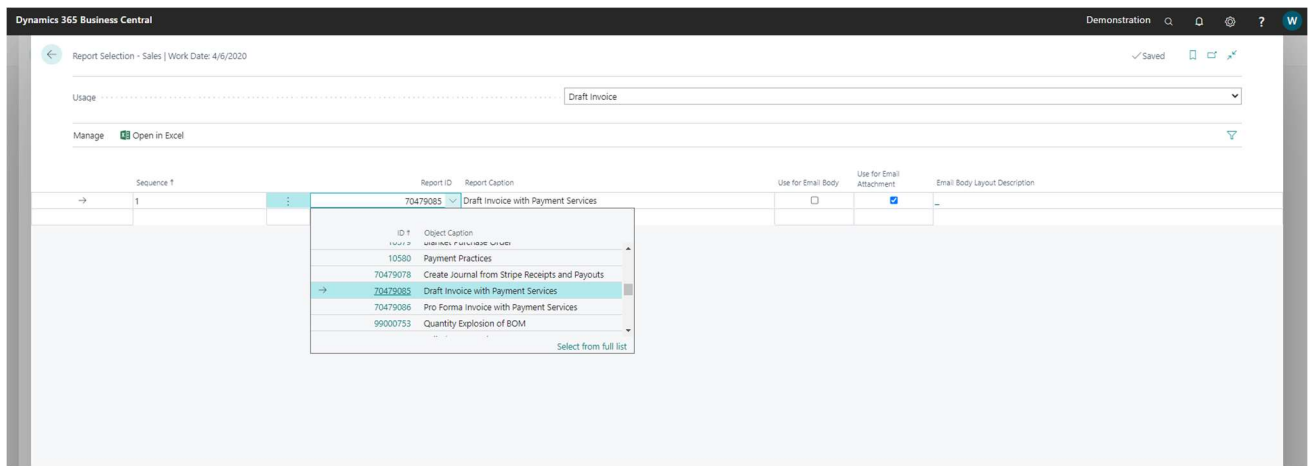 Dynamics 365 Business Central Demonstration ? W
Report Selection - Sales | Work Date: 4/6/2020 ✓Saved
Usage Draft Invoice
Manage Open in Excel
Sequence ↑ Report ID Report Caption Use for Email Body Use for Email Attachment Email Body Layout Description
→ 1 70479085 Draft Invoice with Payment Services _
ID ↑ Object Caption
10579 Blanket Purchase Order
10580 Payment Practices
70479078 Create Journal from Stripe Receipts and Payouts
→ 70479085 Draft Invoice with Payment Services
70479086 Pro Forma Invoice with Payment Services
99000753 Quantity Explosion of BOM
Select from full list